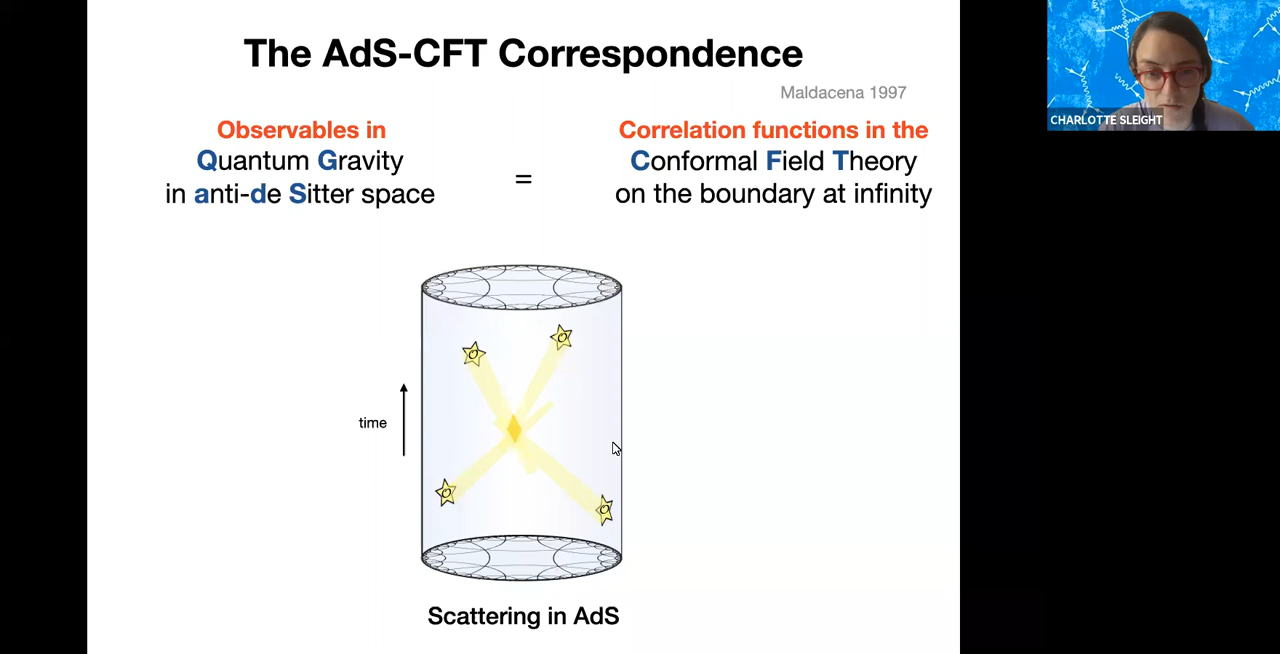 The AdS-CFT Correspondence
Maldacena 1997
Observables in
Quantum Gravity
in anti-de Sitter space
=
Correlation functions in the
Conformal Field Theory
on the boundary at infinity
time
Scattering in AdS
CHARLOTTE SLEIGHT